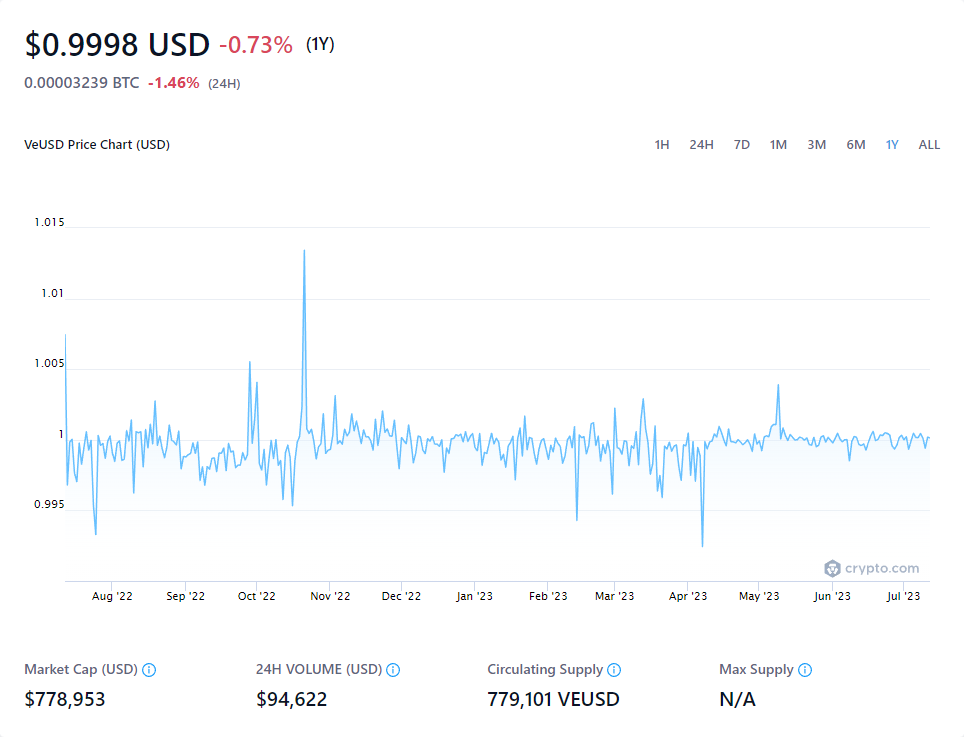 $0.9998 USD -0.73% (1Y)
0.00003239 BTC -1.46% (24H)
VeUSD Price Chart (USD) 1H 24H 7D 1M 3M 6M 1Y ALL
1.015
1.01
1.005
1
0.995
crypto.com
Aug '22 Sep '22 Oct '22 Nov '22 Dec '22 Jan '23 Feb '23 Mar '23 Apr '23 May '23 Jun '23 Jul '23
Market Cap (USD) 24H VOLUME (USD) Circulating Supply Max Supply
$778,953 $94,622 779,101 VEUSD N/A